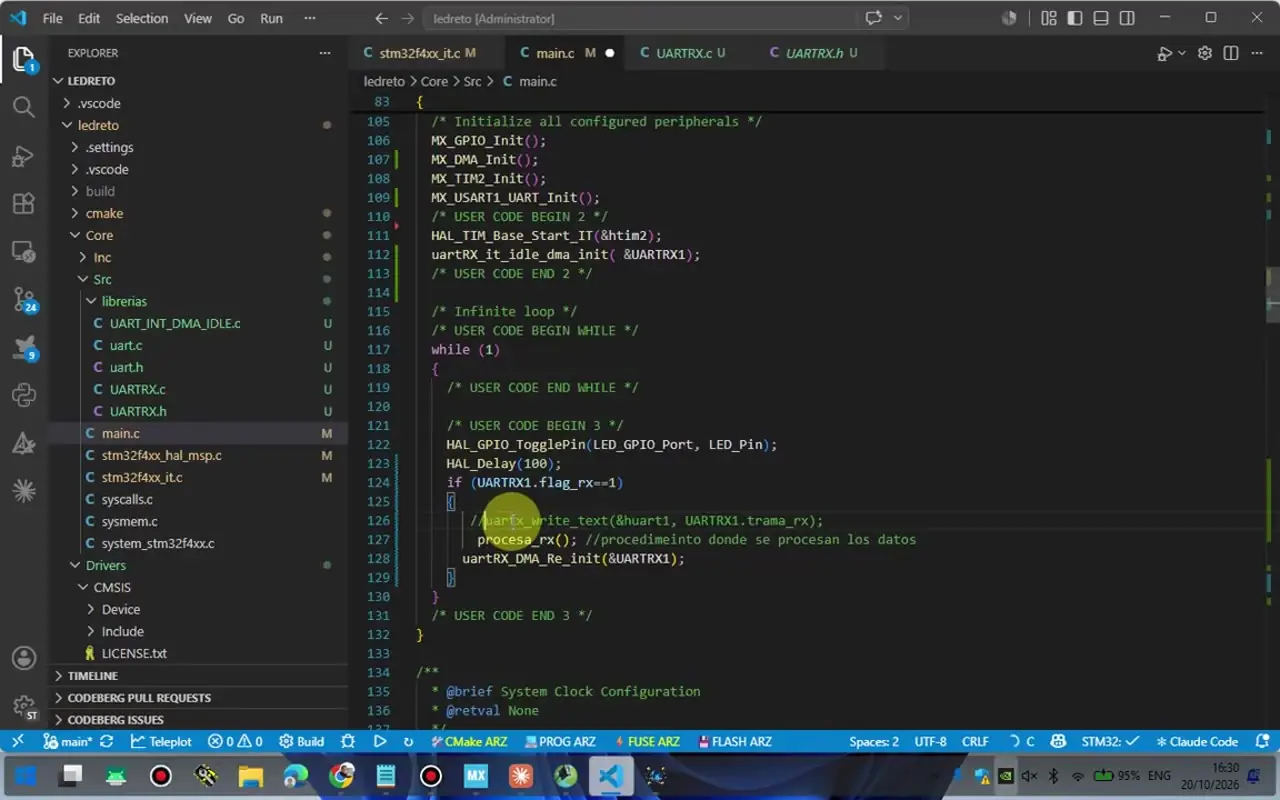 File Edit Selection View Go Run ··· ledreto [Administrator]
EXPLORER ···
LEDRETO
.vscode
ledreto
.settings
.vscode
build
cmake
Core
Inc
Src
librerias
C UART_INT_DMA_IDLE.c U
C uart.c U
C uart.h U
C UARTRX.c U
C UARTRX.h U
C main.c M
C stm32f4xx_hal_msp.c M
C stm32f4xx_it.c M
C syscalls.c
C sysmem.c
C system_stm32f4xx.c
Drivers
CMSIS
Device
Include
LICENSE.txt
TIMELINE
CODEBERG PULL REQUESTS
CODEBERG ISSUES
1
24
9
ST
C stm32f4xx_it.c M C main.c M ● C UARTRX.c U C UARTRX.h U
ledreto > Core > Src > C main.c
83 {
105 /* Initialize all configured peripherals */
106 MX_GPIO_Init();
107 MX_DMA_Init();
108 MX_TIM2_Init();
109 MX_USART1_UART_Init();
110 /* USER CODE BEGIN 2 */
111 HAL_TIM_Base_Start_IT(&htim2);
112 uartRX_it_idle_dma_init( &UARTRX1);
113 /* USER CODE END 2 */
114
115 /* Infinite loop */
116 /* USER CODE BEGIN WHILE */
117 while (1)
118 {
119 /* USER CODE END WHILE */
120
121 /* USER CODE BEGIN 3 */
122 HAL_GPIO_TogglePin(LED_GPIO_Port, LED_Pin);
123 HAL_Delay(100);
124 if (UARTRX1.flag_rx==1)
125 {
126 //uartx_write_text(&huart1, UARTRX1.trama_rx);
127 procesa_rx(); //procedimeinto donde se procesan los datos
128 uartRX_DMA_Re_init(&UARTRX1);
129 }
130 }
131 /* USER CODE END 3 */
132 }
133
134 /**
135 * @brief System Clock Configuration
136 * @retval None
main* Teleplot 0 0 Build CMake ARZ PROG ARZ FUSE ARZ FLASH ARZ Spaces: 2 UTF-8 CRLF C STM32: Claude Code
MX 95% ENG 16:30
20/10/2026